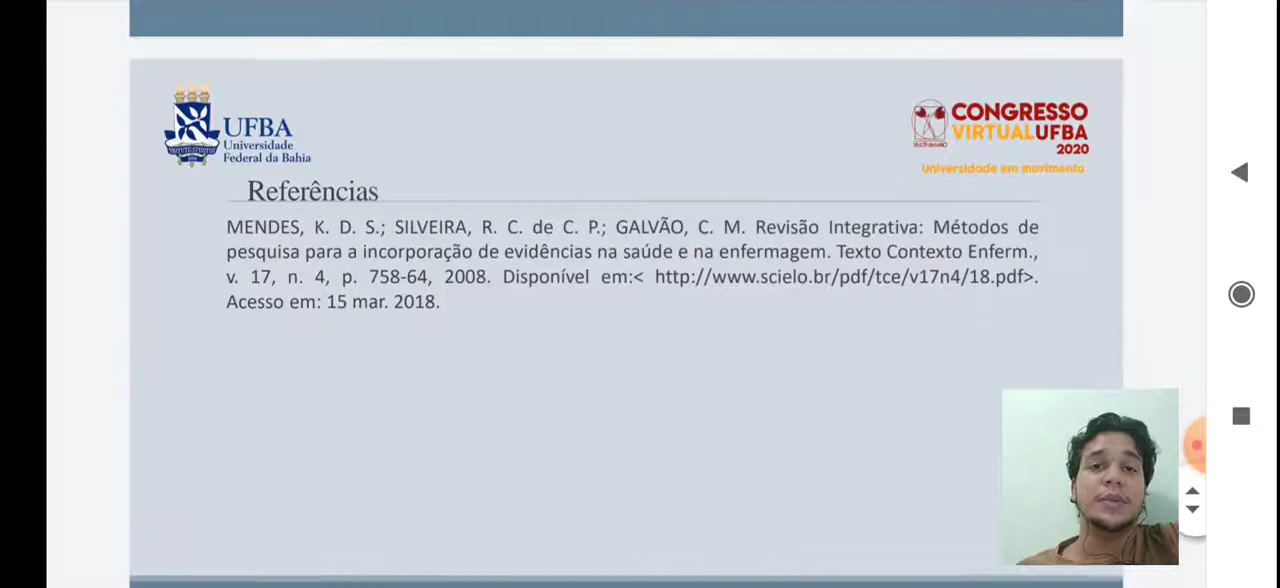 UFBA
Universidade
Federal da Bahia
CONGRESSO
VIRTUALUFBA
2020
Universidade em movimento
Referências
MENDES, K. D. S.; SILVEIRA, R. C. de C. P.; GALVÃO, C. M. Revisão Integrativa: Métodos de
pesquisa para a incorporação de evidências na saúde e na enfermagem. Texto Contexto Enferm.,
v. 17, n. 4, p. 758-64, 2008. Disponível em:< http://www.scielo.br/pdf/tce/v17n4/18.pdf>.
Acesso em: 15 mar. 2018.